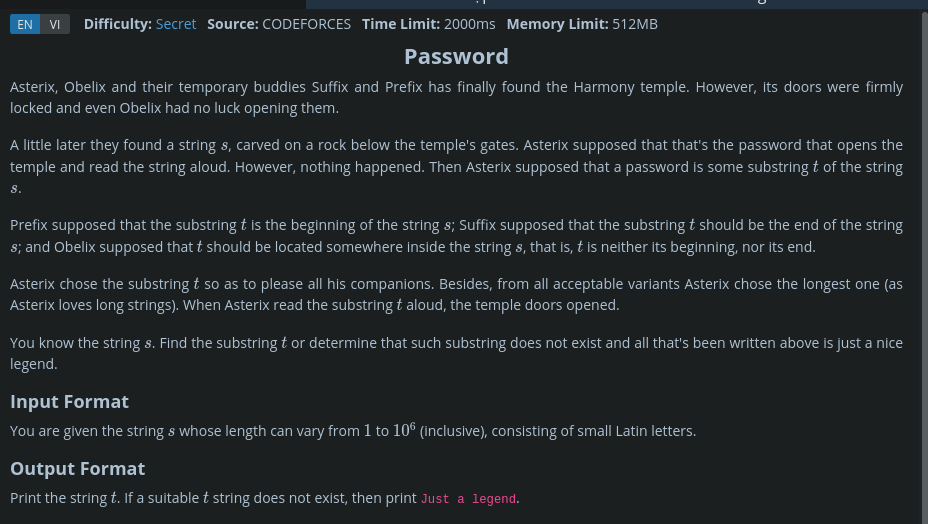 EN VI Difficulty: Secret Source: CODEFORCES Time Limit: 2000ms Memory Limit: 512MB
Password
Asterix, Obelix and their temporary buddies Suffix and Prefix has finally found the Harmony temple. However, its doors were firmly
locked and even Obelix had no luck opening them.
A little later they found a string s, carved on a rock below the temple's gates. Asterix supposed that that's the password that opens the
temple and read the string aloud. However, nothing happened. Then Asterix supposed that a password is some substring t of the string
s.
Prefix supposed that the substring t is the beginning of the string s; Suffix supposed that the substring t should be the end of the string
s; and Obelix supposed that t should be located somewhere inside the string s, that is, t is neither its beginning, nor its end.
Asterix chose the substring t so as to please all his companions. Besides, from all acceptable variants Asterix chose the longest one (as
Asterix loves long strings). When Asterix read the substring t aloud, the temple doors opened.
You know the string s. Find the substring t or determine that such substring does not exist and all that's been written above is just a nice
legend.
Input Format
You are given the string s whose length can vary from 1 to 10⁶ (inclusive), consisting of small Latin letters.
Output Format
Print the string t. If a suitable t string does not exist, then print Just a legend.